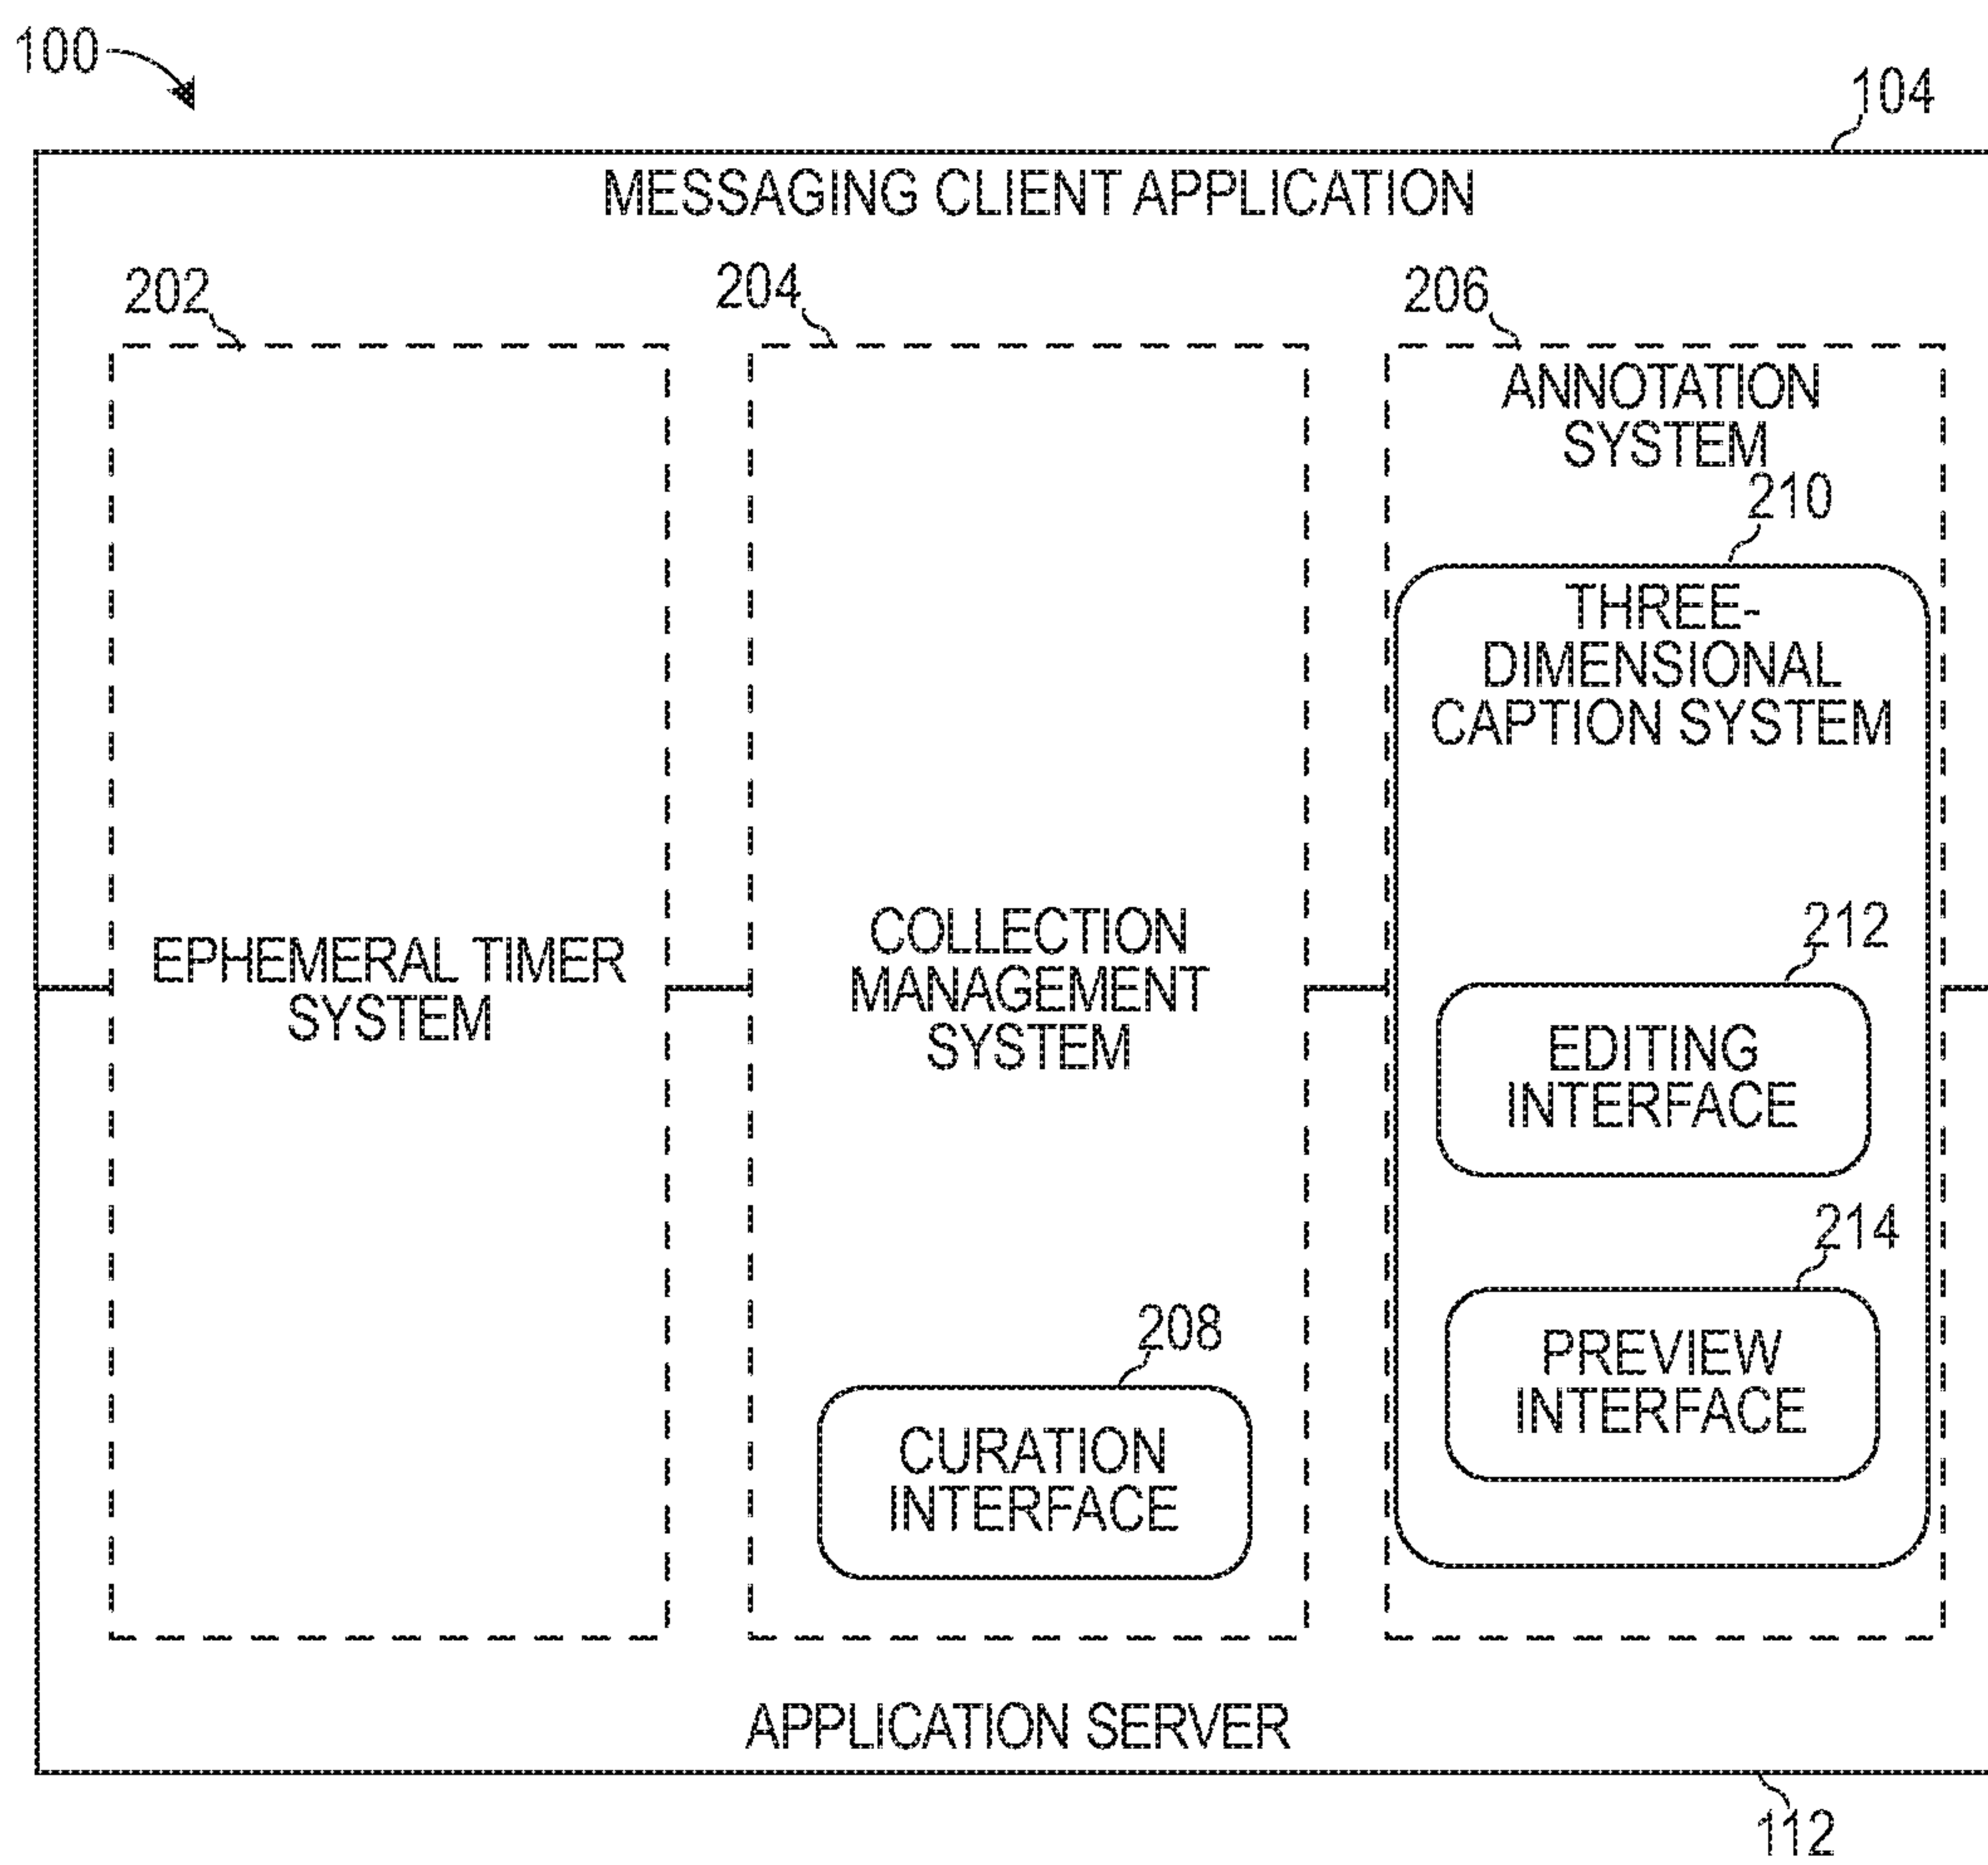 100
104
MESSAGING CLIENT APPLICATION
202
204
206
ANNOTATION
SYSTEM
210
THREE-
DIMENSIONAL
CAPTION SYSTEM
EPHEMERAL TIMER
SYSTEM
COLLECTION
MANAGEMENT
SYSTEM
212
EDITING
INTERFACE
214
PREVIEW
INTERFACE
208
CURATION
INTERFACE
APPLICATION SERVER
112